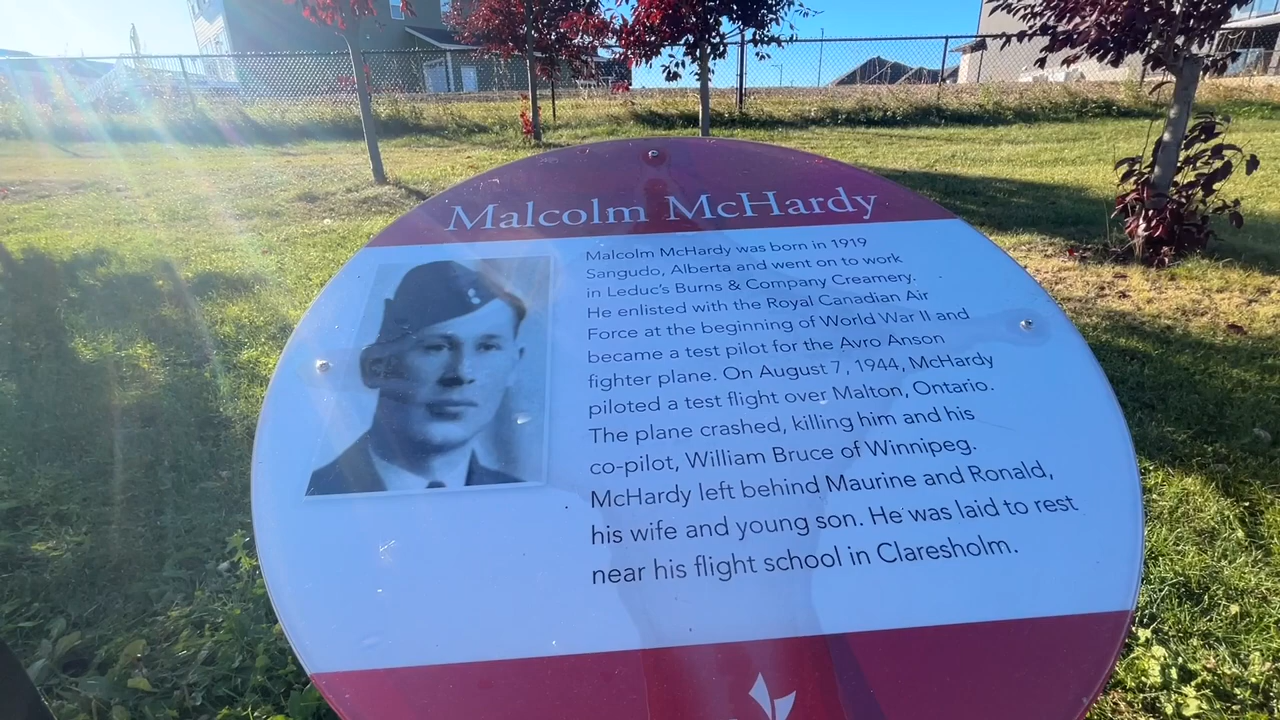 Malcolm McHardy
Malcolm McHardy was born in 1919
Sangudo, Alberta and went on to work
in Leduc's Burns & Company Creamery.
He enlisted with the Royal Canadian Air
Force at the beginning of World War II and
became a test pilot for the Avro Anson
fighter plane. On August 7, 1944, McHardy
piloted a test flight over Malton, Ontario.
The plane crashed, killing him and his
co-pilot, William Bruce of Winnipeg.
McHardy left behind Maurine and Ronald,
his wife and young son. He was laid to rest
near his flight school in Claresholm.